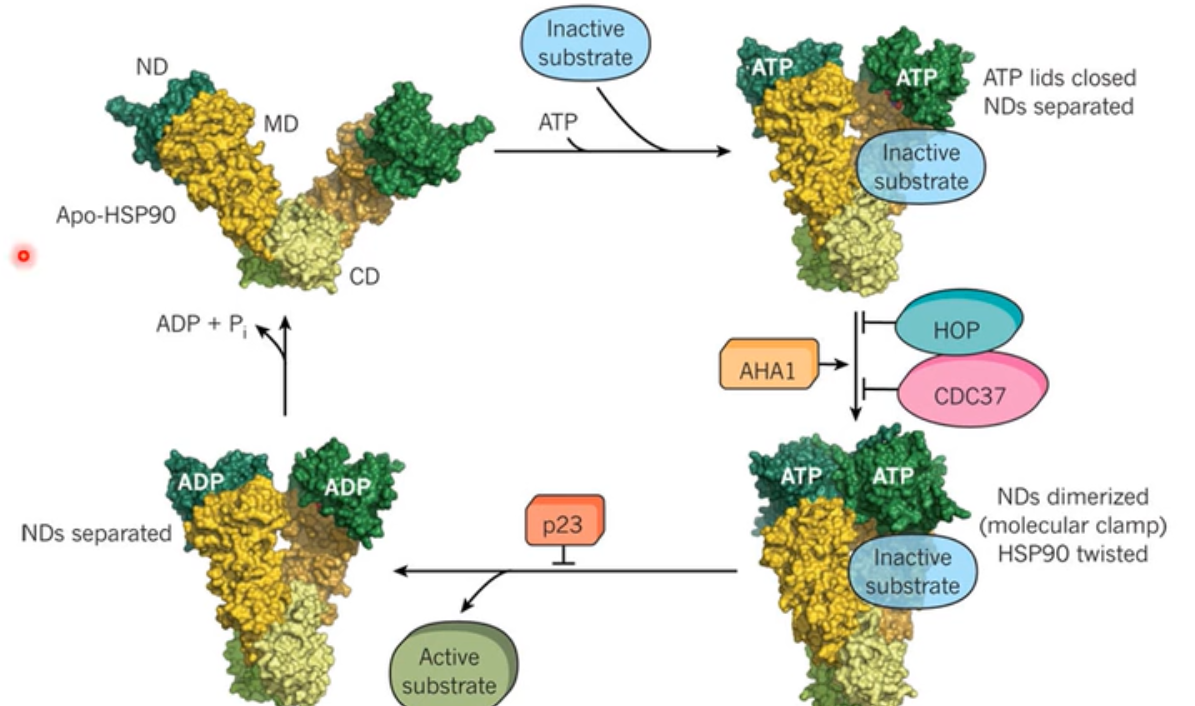 ND
MD
Apo-HSP90
CD
Inactive
substrate
ATP
ATP
ATP
ATP lids closed
NDs separated
Inactive
substrate
HOP
AHA1
CDC37
ADP + Pi
ATP
ATP
NDs dimerized
(molecular clamp)
HSP90 twisted
Inactive
substrate
p23
ADP
ADP
NDs separated
Active
substrate